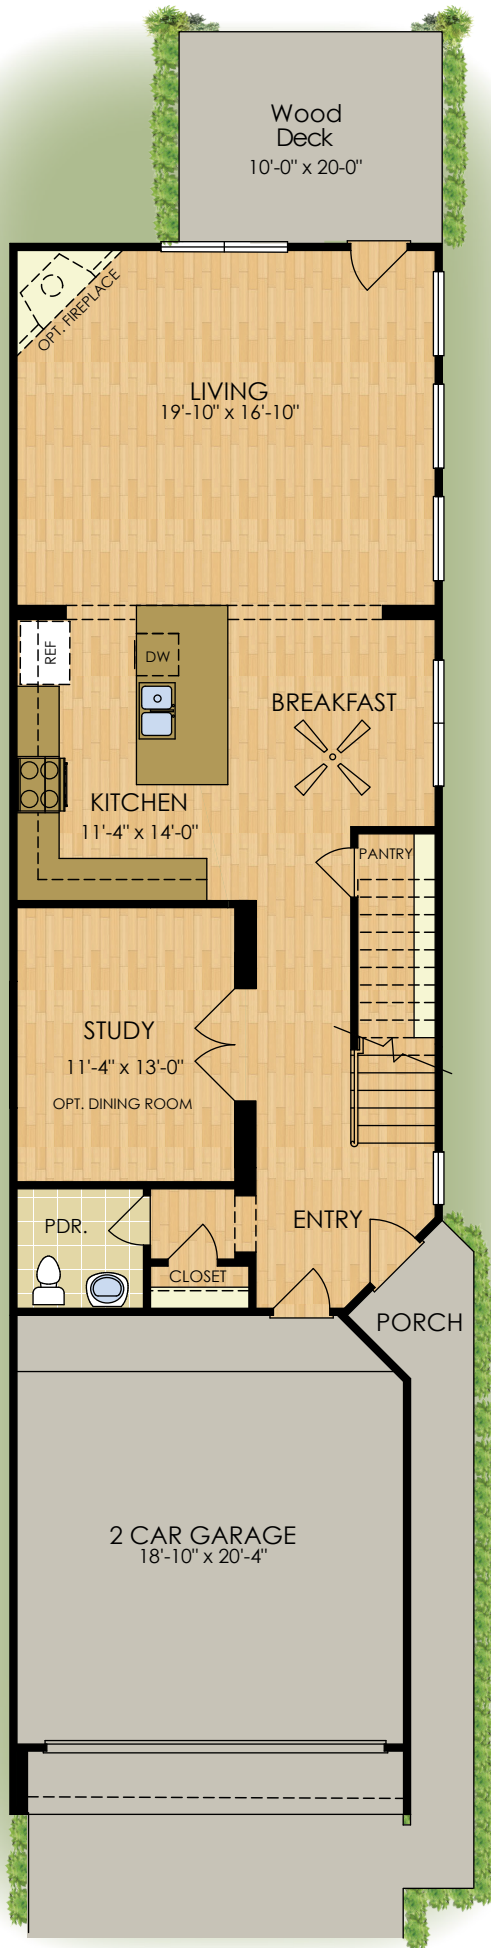 Wood
Deck
10'-0" x 20-0"
OPT. FIREPLACE
LIVING
19'-10" x 16'-10"
REF
DW
BREAKFAST
KITCHEN
11'-4" x 14'-0"
PANTRY
STUDY
11'-4" x 13'-0"
OPT. DINING ROOM
PDR.
ENTRY
CLOSET
PORCH
2 CAR GARAGE
18'-10" x 20'-4"